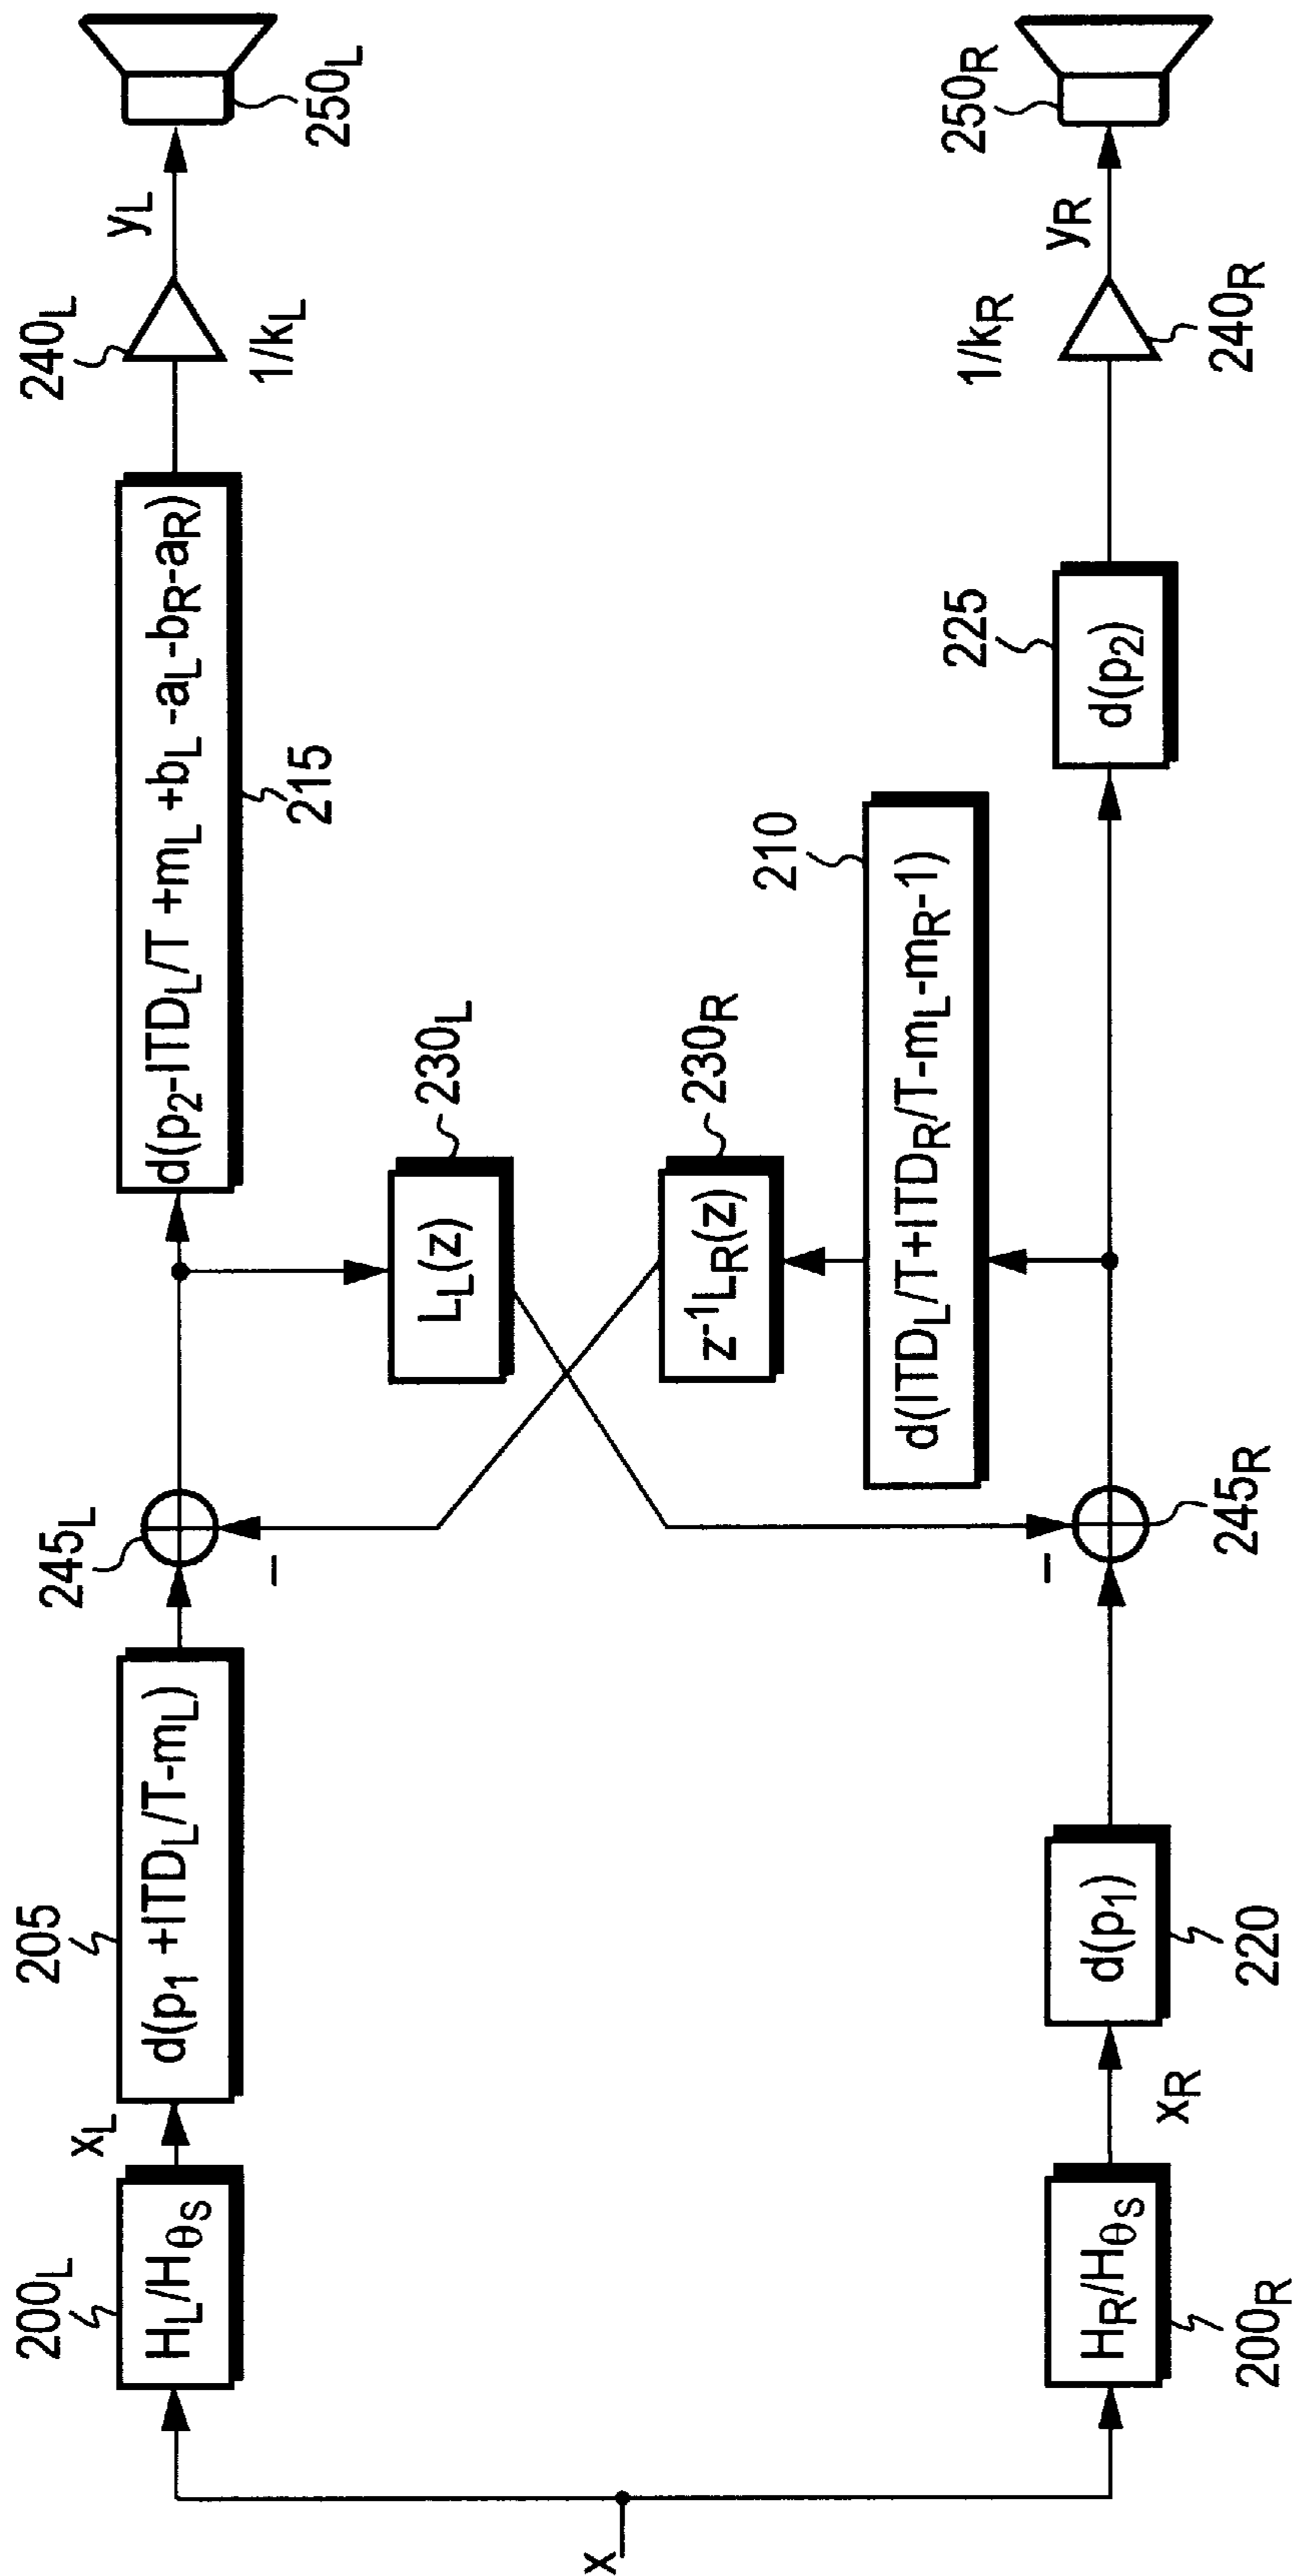 x
200L
HL/HθS
xL
205
d(p1 +ITDL/T-mL)
245L
−
d(p2-ITDL/T +mL +bL -aL-bR-aR)
215
240L
1/kL
yL
250L
LL(z)
230L
z-1LR(z)
230R
210
d(ITDL/T+ITDR/T-mL-mR-1)
HR/HθS
200R
xR
d(p1)
220
−
245R
225
d(p2)
1/kR
240R
yR
250R